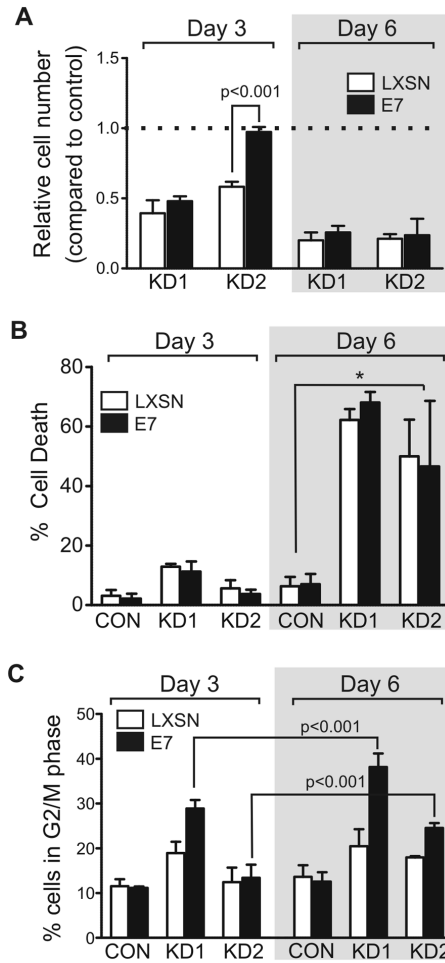 A
Day 3 Day 6
Relative cell number
(compared to control)
1.5
1.0
0.5
0.0
p<0.001
LXSN
E7
KD1 KD2 KD1 KD2
B
Day 3 Day 6
% Cell Death
80
60
40
20
0
LXSN
E7
*
CON KD1 KD2 CON KD1 KD2
C
Day 3 Day 6
% cells in G2/M phase
50
40
30
20
10
0
LXSN
E7
p<0.001
p<0.001
CON KD1 KD2 CON KD1 KD2